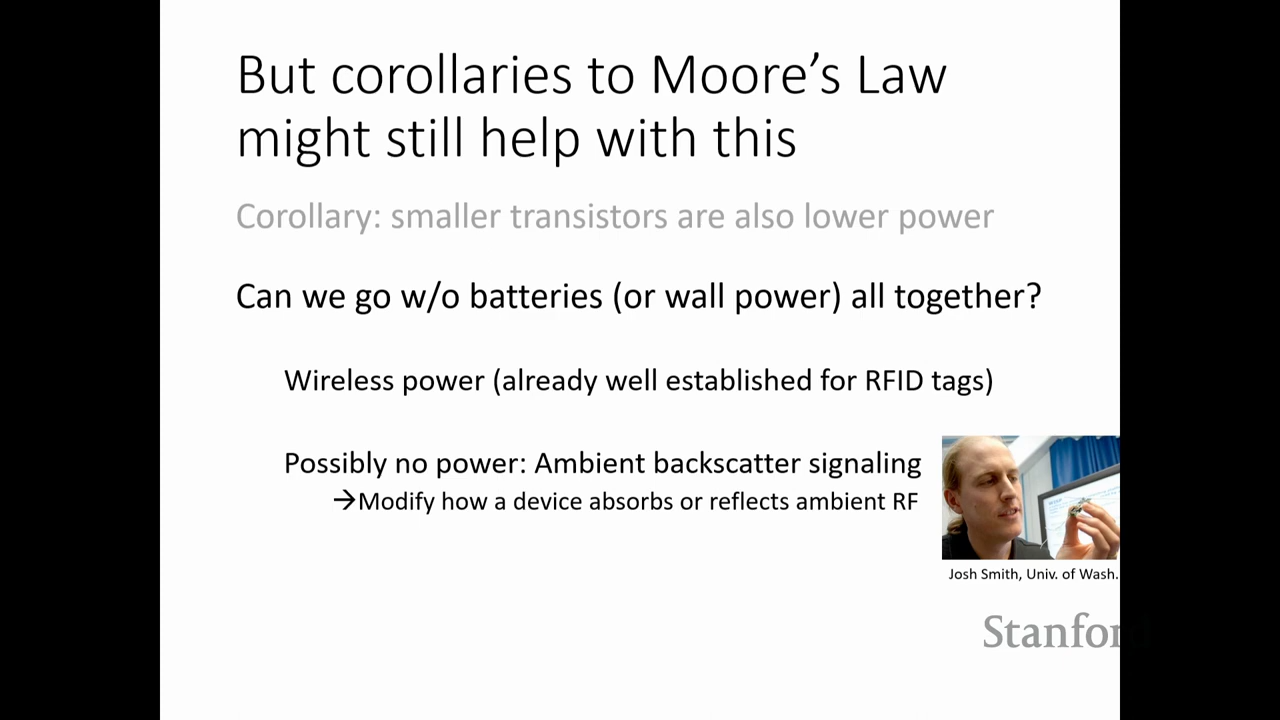 But corollaries to Moore’s Law
might still help with this
Corollary: smaller transistors are also lower power
Can we go w/o batteries (or wall power) all together?
Wireless power (already well established for RFID tags)
Possibly no power: Ambient backscatter signaling
→Modify how a device absorbs or reflects ambient RF
Josh Smith, Univ. of Wash.
Stanford